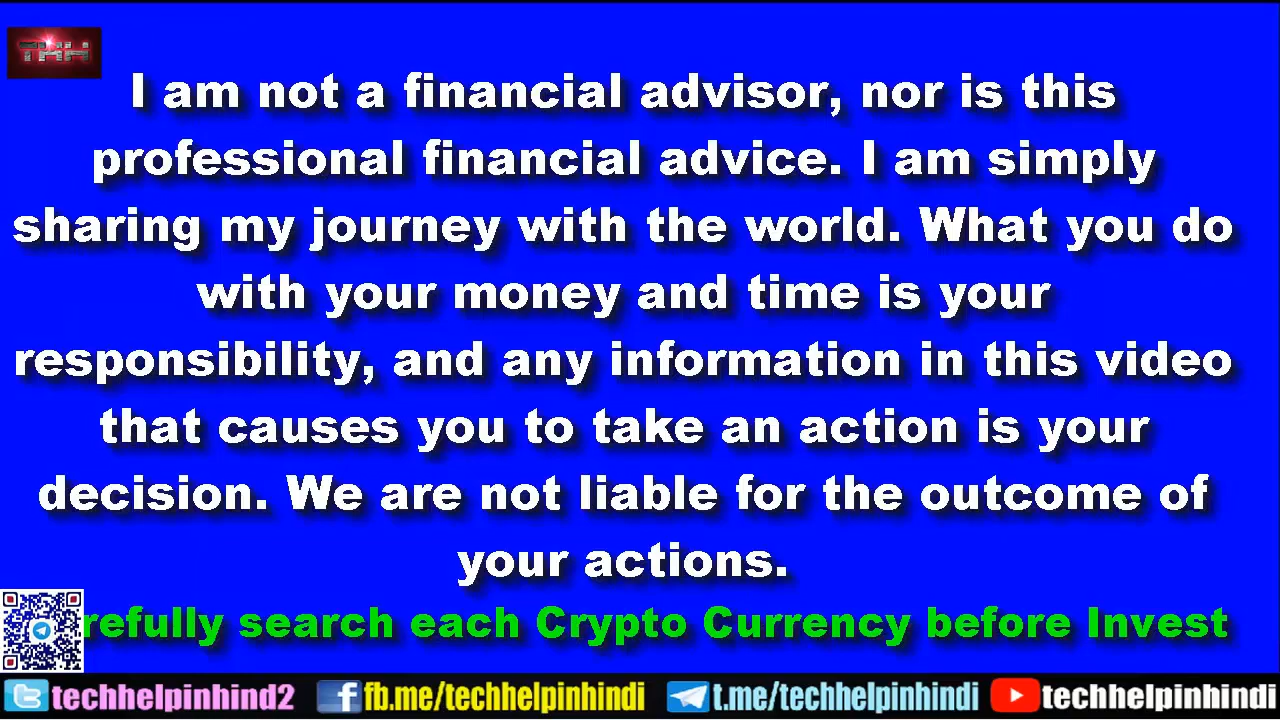 THH
I am not a financial advisor, nor is this
professional financial advice. I am simply
sharing my journey with the world. What you do
with your money and time is your
responsibility, and any information in this video
that causes you to take an action is your
decision. We are not liable for the outcome of
your actions.
refully search each Crypto Currency before Invest
techhelpinhind2 fb.me/techhelpinhindi t.me/techhelpinhindi techhelpinhindi